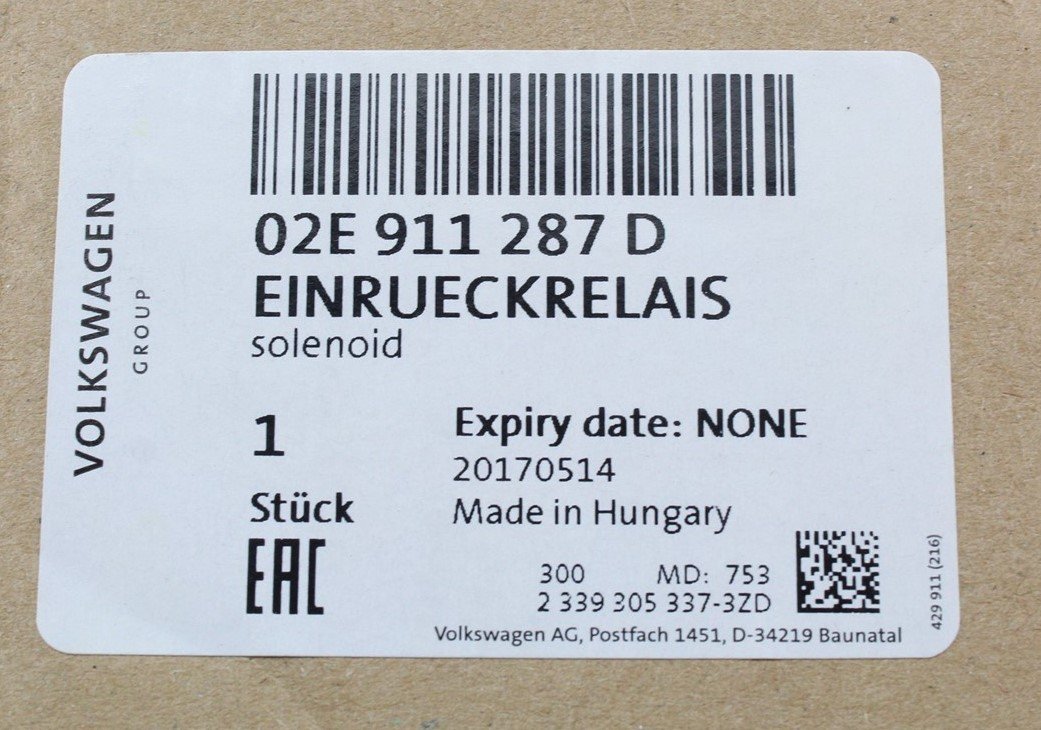 VOLKSWAGEN
GROUP
02E 911 287 D
EINRUECKRELAIS
solenoid
1
Stück
EAC
Expiry date: NONE
20170514
Made in Hungary
300 MD: 753
2 339 305 337-3ZD
Volkswagen AG, Postfach 1451, D-34219 Baunatal
429 911 (216)